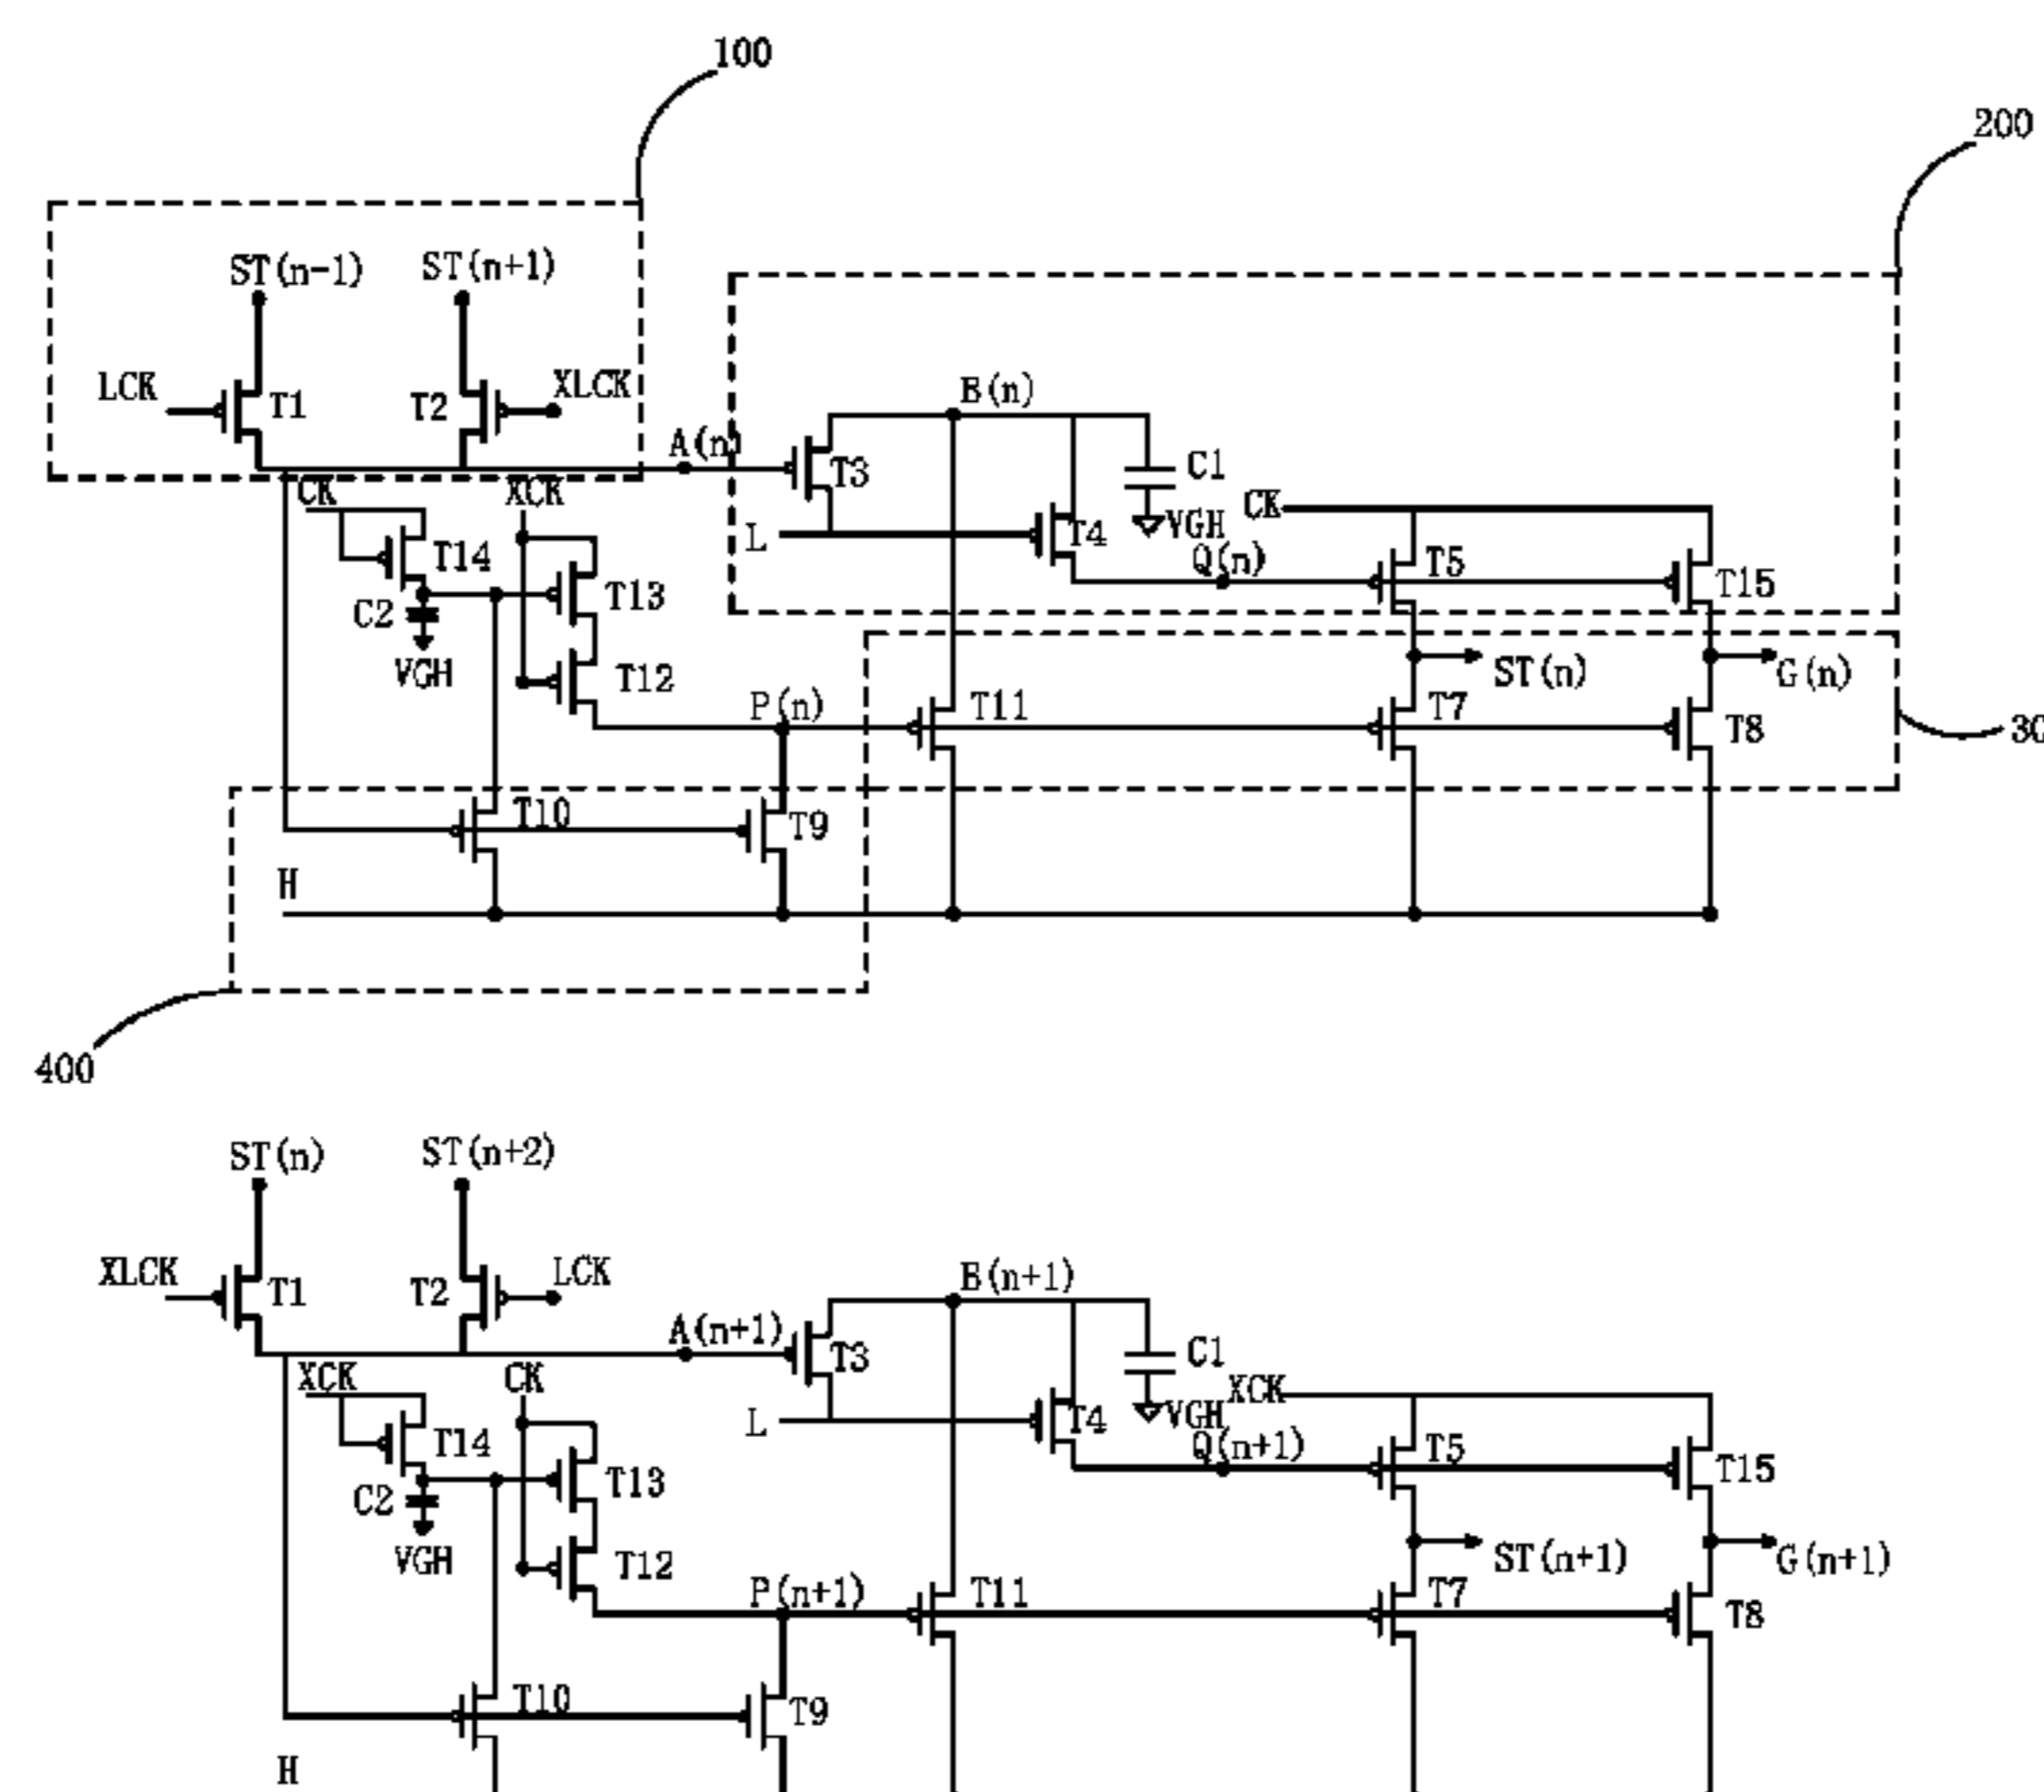 100
200
ST(n-1) ST(n+1)
LCK T1 T2 XLCK
B(n)
A(n) T3 C1
CK XCK
L T4 VGH CK
T14 Q(n) T5
C2 T13 T15
VGH T12 ST(n) G(n)
P(n) T11 T7 T8 30
T10 T9
H
400
ST(n) ST(n+2)
XLCK T1 T2 LCK
B(n+1)
A(n+1) T3 C1
XCK CK
L T4 VGH XCK
T14 Q(n+1) T5
C2 T13 T15
VGH T12 ST(n+1) G(n+1)
P(n+1) T11 T7 T8
T10 T9
H